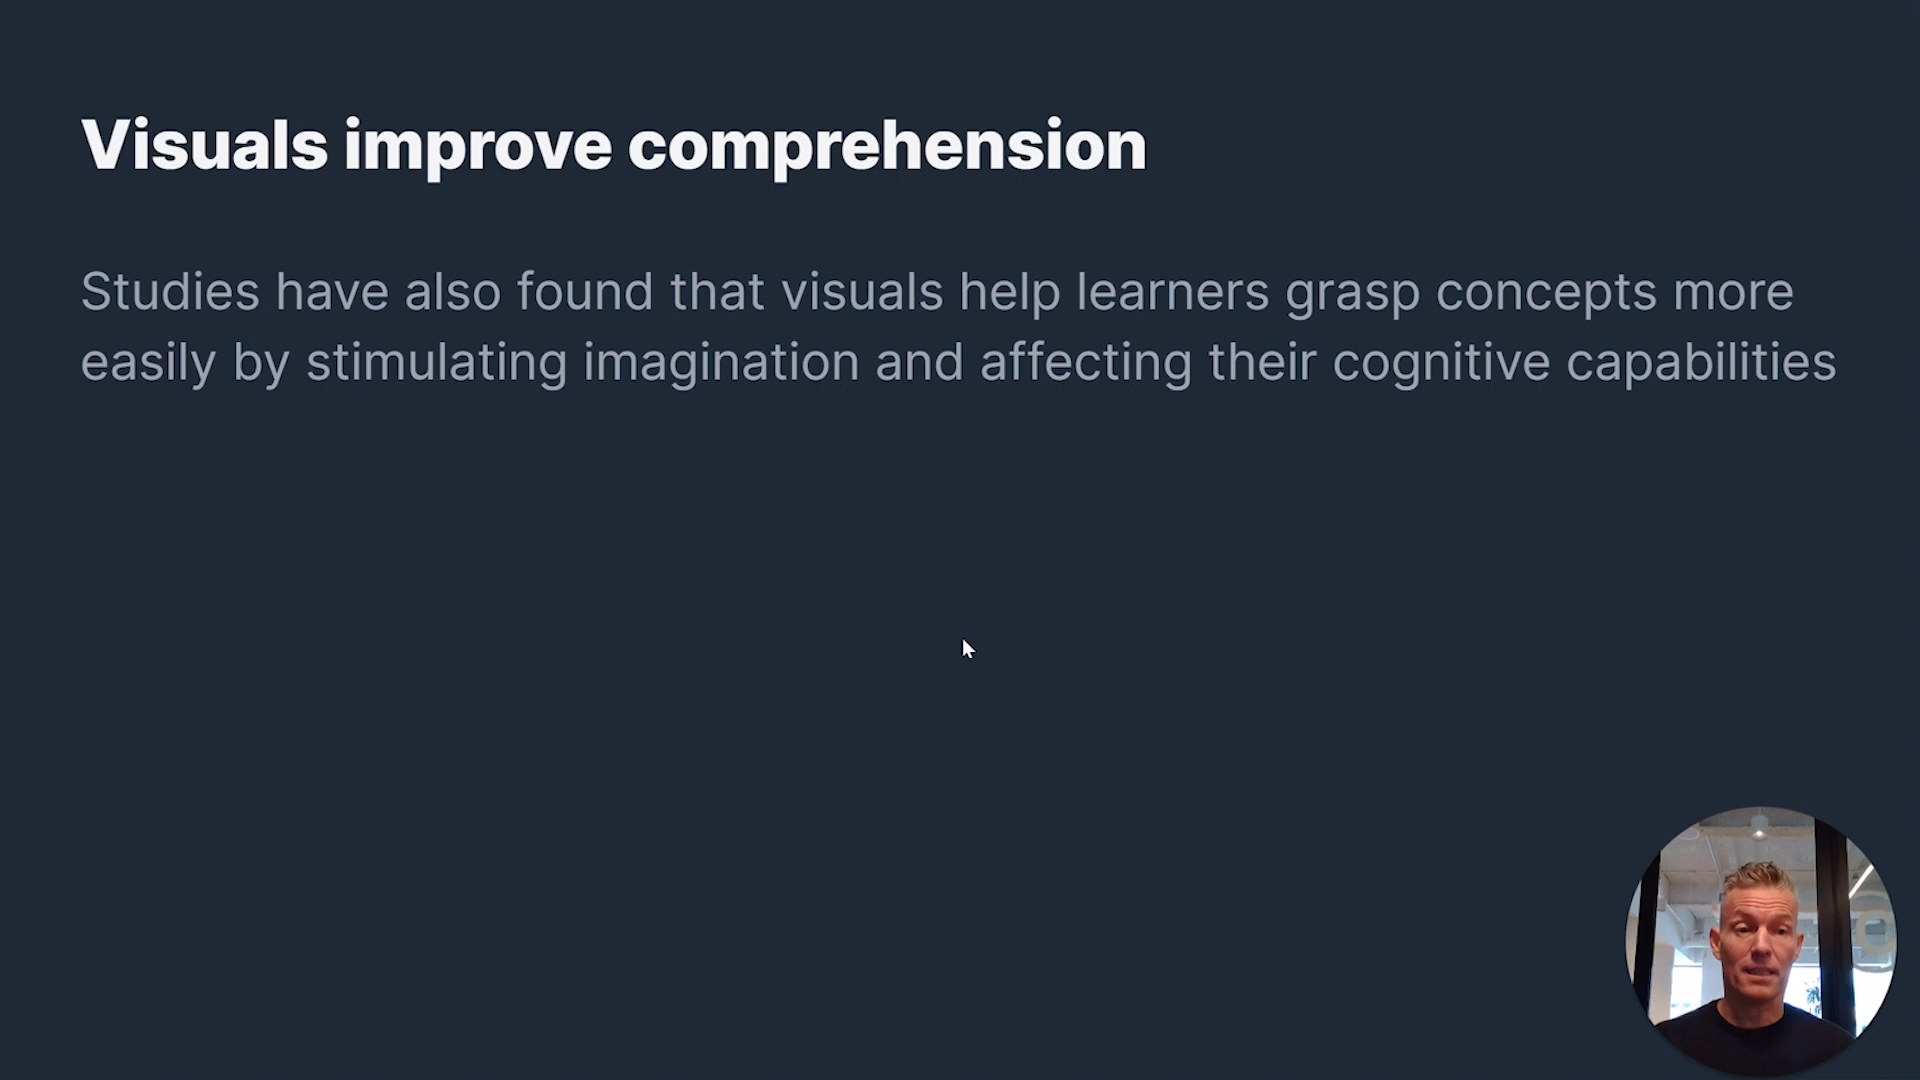 Visuals improve comprehension
Studies have also found that visuals help learners grasp concepts more
easily by stimulating imagination and affecting their cognitive capabilities